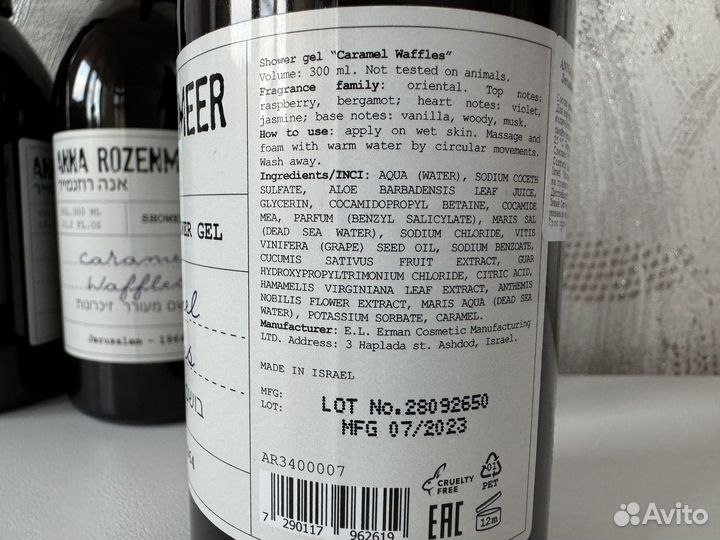 Shower gel "Caramel Waffles"
Volume: 300 ml. Not tested on animals.
Fragrance family: oriental. Top notes:
raspberry, bergamot; heart notes: violet,
jasmine; base notes: vanilla, woody, musk.
How to use: apply on wet skin. Massage and
foam with warm water by circular movements.
Wash away.
Ingredients/INCI: AQUA (WATER), SODIUM COCETH
SULFATE, ALOE BARBADENSIS LEAF JUICE,
GLYCERIN, COCAMIDOPROPYL BETAINE, COCAMIDE
MEA, PARFUM (BENZYL SALICYLATE), MARIS SAL
(DEAD SEA WATER), SODIUM CHLORIDE, VITIS
VINIFERA (GRAPE) SEED OIL, SODIUM BENZOATE,
CUCUMIS SATIVUS FRUIT EXTRACT, GUAR
HYDROXYPROPYLTRIMONIUM CHLORIDE, CITRIC ACID,
HAMAMELIS VIRGINIANA LEAF EXTRACT, ANTHEMIS
NOBILIS FLOWER EXTRACT, MARIS AQUA (DEAD SEA
WATER), POTASSIUM SORBATE, CARAMEL.
Manufacturer: E.L. Erman Cosmetic Manufacturing
LTD. Address: 3 Haplada st. Ashdod, Israel.
MADE IN ISRAEL
MFG:
LOT:
LOT No.28092650
MFG 07/2023
AR3400007
7 290117 962619
CRUELTY
FREE
01
PET
EAC
12m
MEER
GEL
ANNA ROZENM
אנה רוזנמייר
VOL.300 ML
SHOWE
Caramel
Waffles
Jerusalem - 1964
Avito